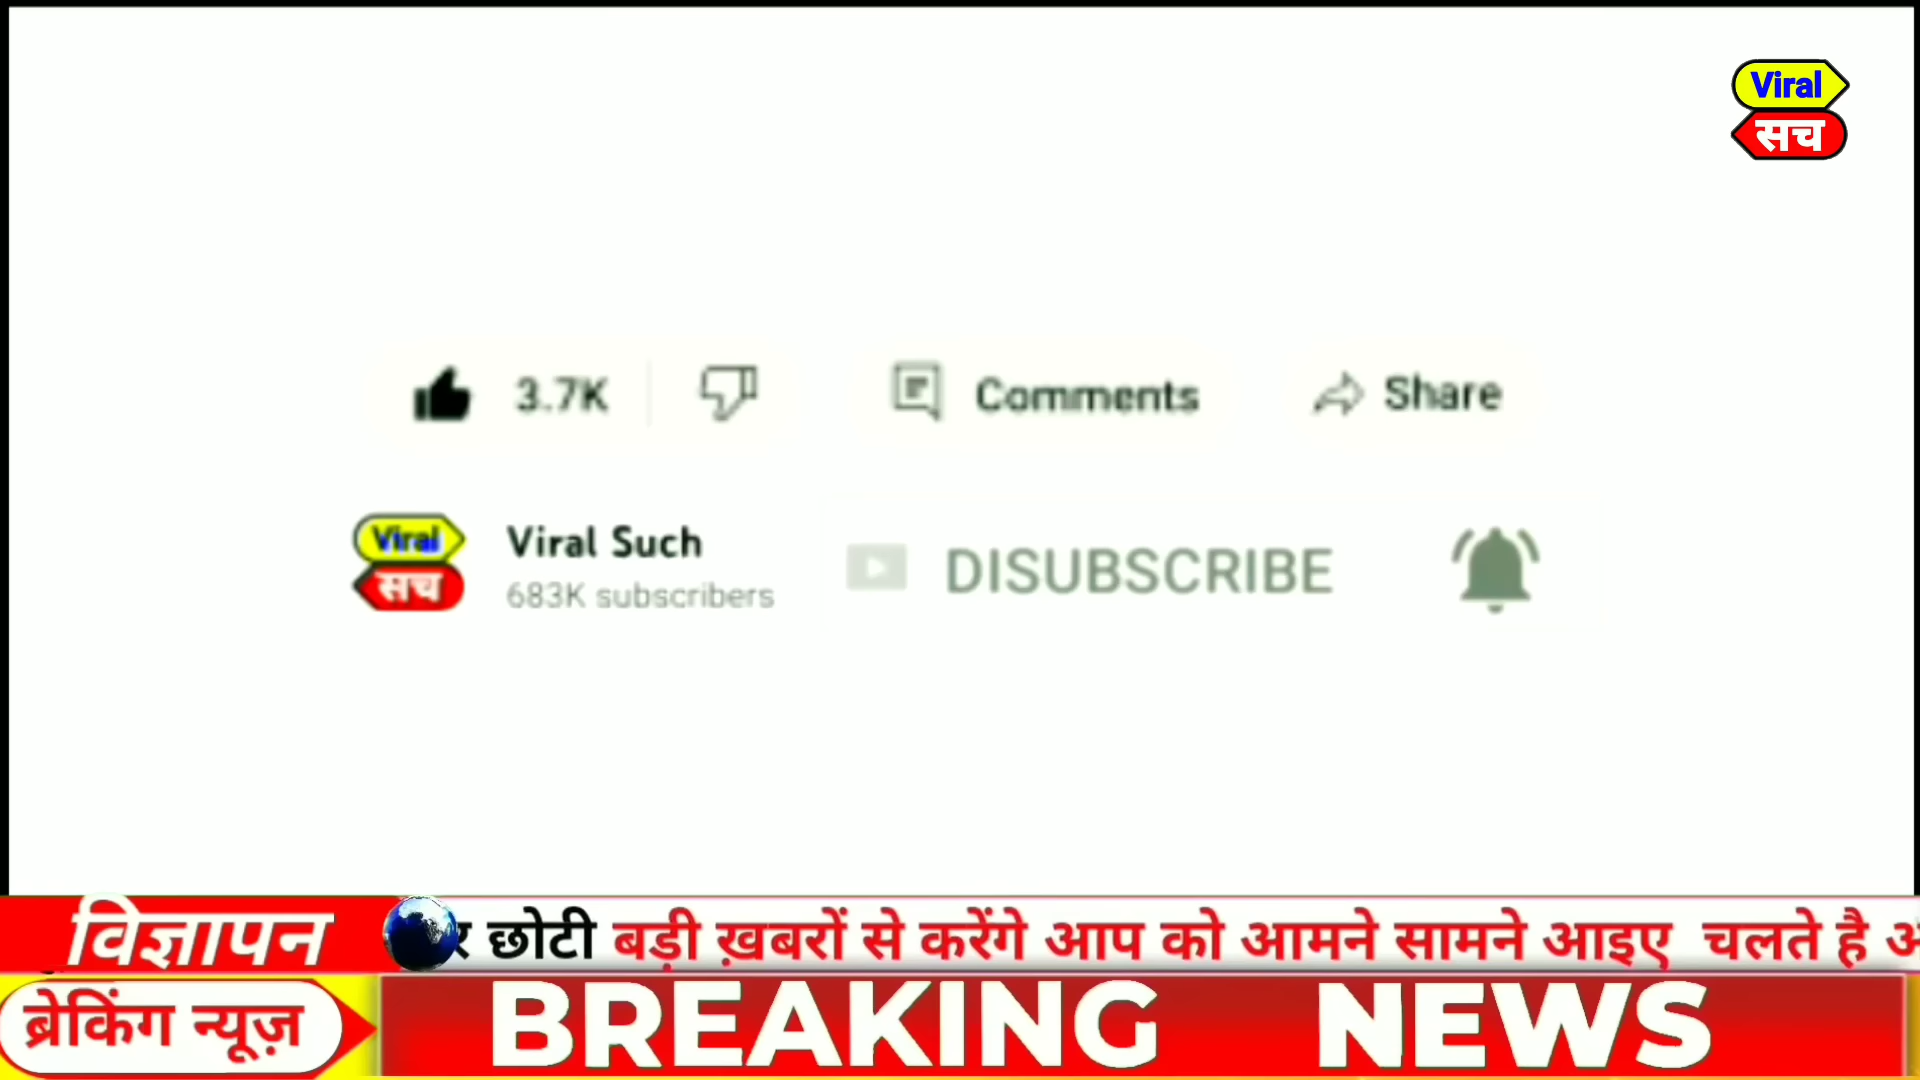 Viral
सच
3.7K Comments Share
Viral
सच
Viral Such
683K subscribers
DISUBSCRIBE
विज्ञापन
र छोटी बड़ी ख़बरों से करेंगे आप को आमने सामने आइए चलते है
ब्रेकिंग न्यूज़
BREAKING NEWS